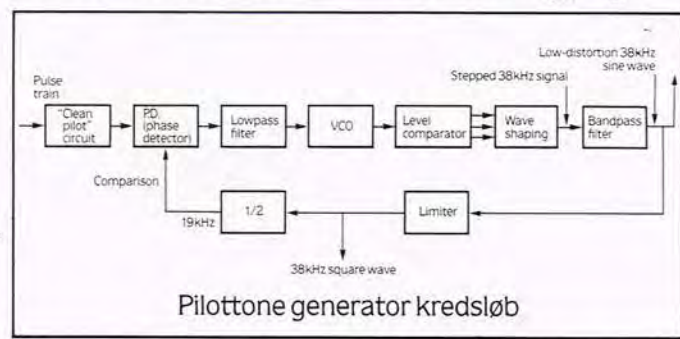 Low-distortion 38kHz
sine wave
Stepped 38kHz signal
Pulse
train
"Clean
pilot"
circuit
P.D.
(phase
detector)
Lowpass
filter
VCO
Level
comparator
Wave
shaping
Bandpass
filter
Comparison
19kHz
1/2
Limiter
38kHz square wave
Pilottone generator kredsløb